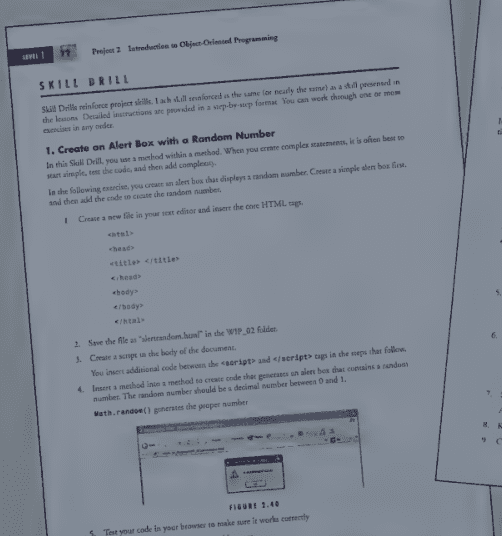 LEVEL 1
Project 2 Introduction to Object-Oriented Programming
SKILL DRILL
Skill Drills reinforce project skills. Each skill reinforced is the same (or nearly the same) as a skill presented in
the lessons. Detailed instructions are provided in a step-by-step format. You can work through one or more
exercises in any order.
1. Create an Alert Box with a Random Number
In this Skill Drill, you use a method within a method. When you create complex statements, it is often best to
start simple, test the code, and then add complexity.
In the following exercise, you create an alert box that displays a random number. Create a simple alert box first,
and then add the code to create the random number.
1 Create a new file in your text editor and insert the core HTML tags.
<html>
<head>
<title> </title>
</head>
<body>
</body>
</html>
2. Save the file as "alertrandom.html" in the WIP_02 folder.
3. Create a script in the body of the document.
You insert additional code between the <script> and </script> tags in the steps that follow.
4. Insert a method into a method to create code that generates an alert box that contains a random
number. The random number should be a decimal number between 0 and 1.
Math.random() generates the proper number
FIGURE 2.40
5. Test your code in your browser to make sure it works correctly
5.
6.
7.
8. K
9 C